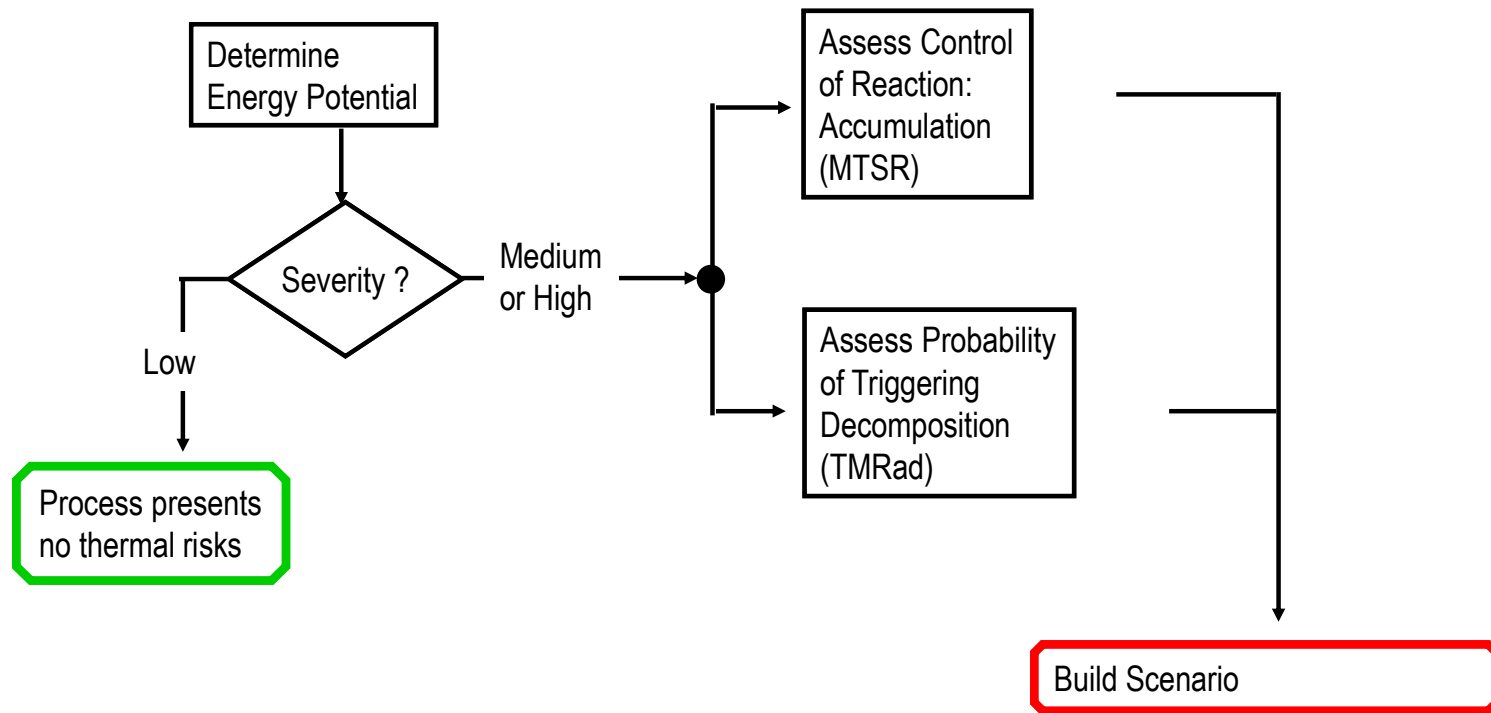 Determine
Energy Potential
Severity ?
Low
Process presents
no thermal risks
Medium
or High
Assess Control
of Reaction:
Accumulation
(MTSR)
Assess Probability
of Triggering
Decomposition
(TMRad)
Build Scenario